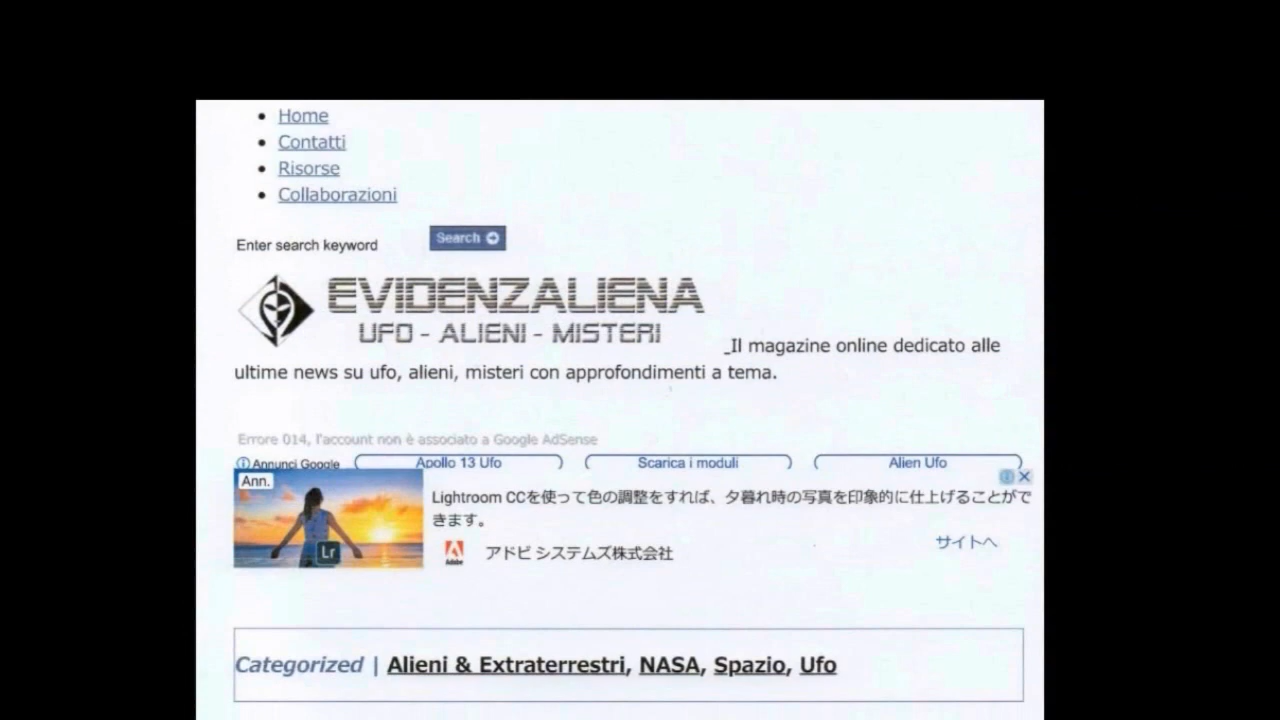 Home
Contatti
Risorse
Collaborazioni
Enter search keyword
Search
EVIDENZALIENA
UFO - ALIENI - MISTERI
_Il magazine online dedicato alle
ultime news su ufo, alieni, misteri con approfondimenti a tema.
Errore 014, l'account non è associato a Google AdSense
Annunci Google
Apollo 13 Ufo
Scarica i moduli
Alien Ufo
Ann.
Lightroom CCを使って色の調整をすれば、夕暮れ時の写真を印象的に仕上げることがで
きます。
Lr
Adobe
アドビ システムズ株式会社
サイトへ
Categorized | Alieni & Extraterrestri, NASA, Spazio, Ufo